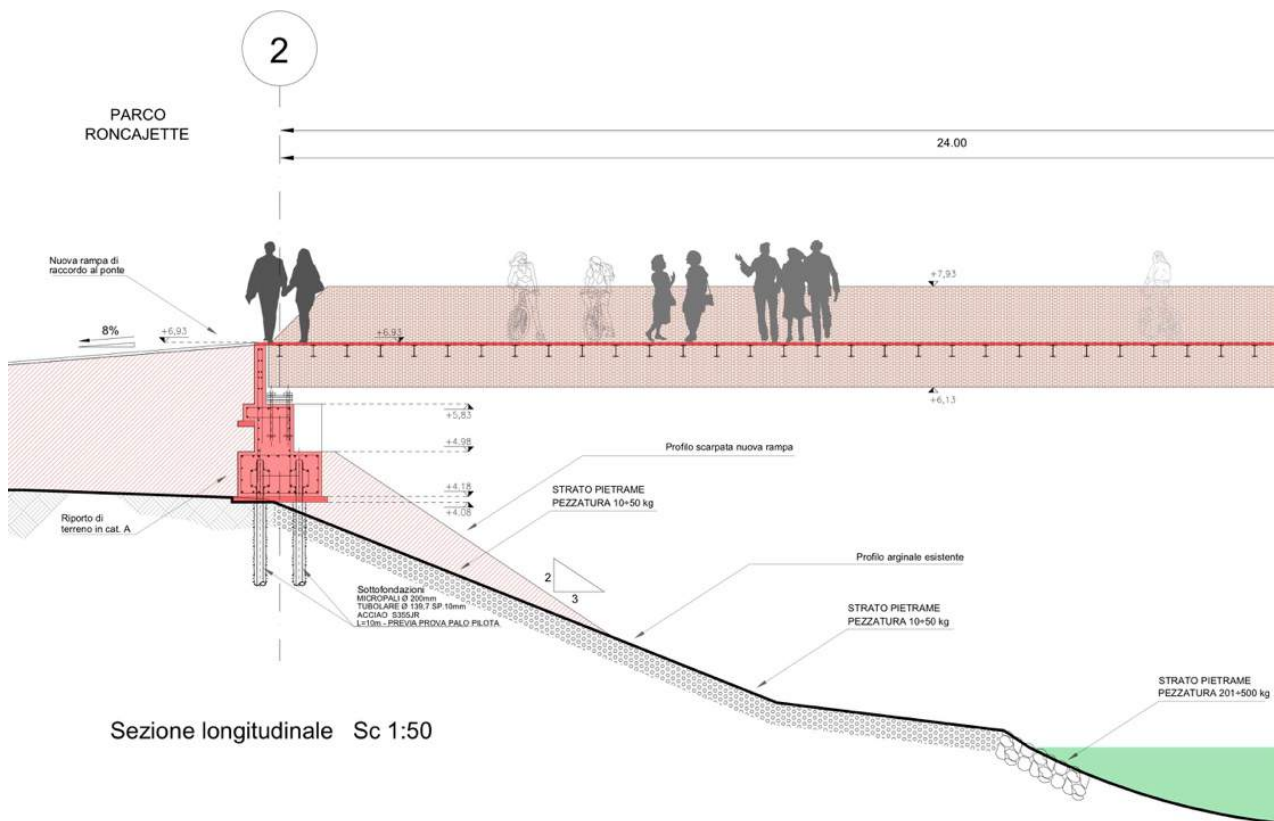 2
PARCO
RONCAJETTE
24.00
Nuova rampa di
raccordo al ponte
8%
+6,93
+6,93
+7,93
+6,13
+5,83
+4,98
+4,18
+4,08
Profilo scarpata nuova rampa
STRATO PIETRAME
PEZZATURA 10÷50 kg
Riporto di
terreno in cat. A
2
3
Profilo arginale esistente
Sottofondazioni
MICROPALI Ø 200mm
TUBOLARE Ø 139,7 SP.10mm
ACCIAO S355JR
L=10m - PREVIA PROVA PALO PILOTA
STRATO PIETRAME
PEZZATURA 10÷50 kg
STRATO PIETRAME
PEZZATURA 201÷500 kg
Sezione longitudinale Sc 1:50